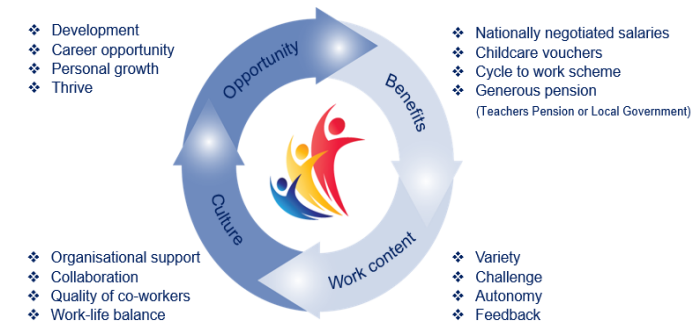 ❖ Development
❖ Career opportunity
❖ Personal growth
❖ Thrive
Opportunity
Benefits
❖ Nationally negotiated salaries
❖ Childcare vouchers
❖ Cycle to work scheme
❖ Generous pension
(Teachers Pension or Local Government)
Culture
Work content
❖ Organisational support
❖ Collaboration
❖ Quality of co-workers
❖ Work-life balance
❖ Variety
❖ Challenge
❖ Autonomy
❖ Feedback